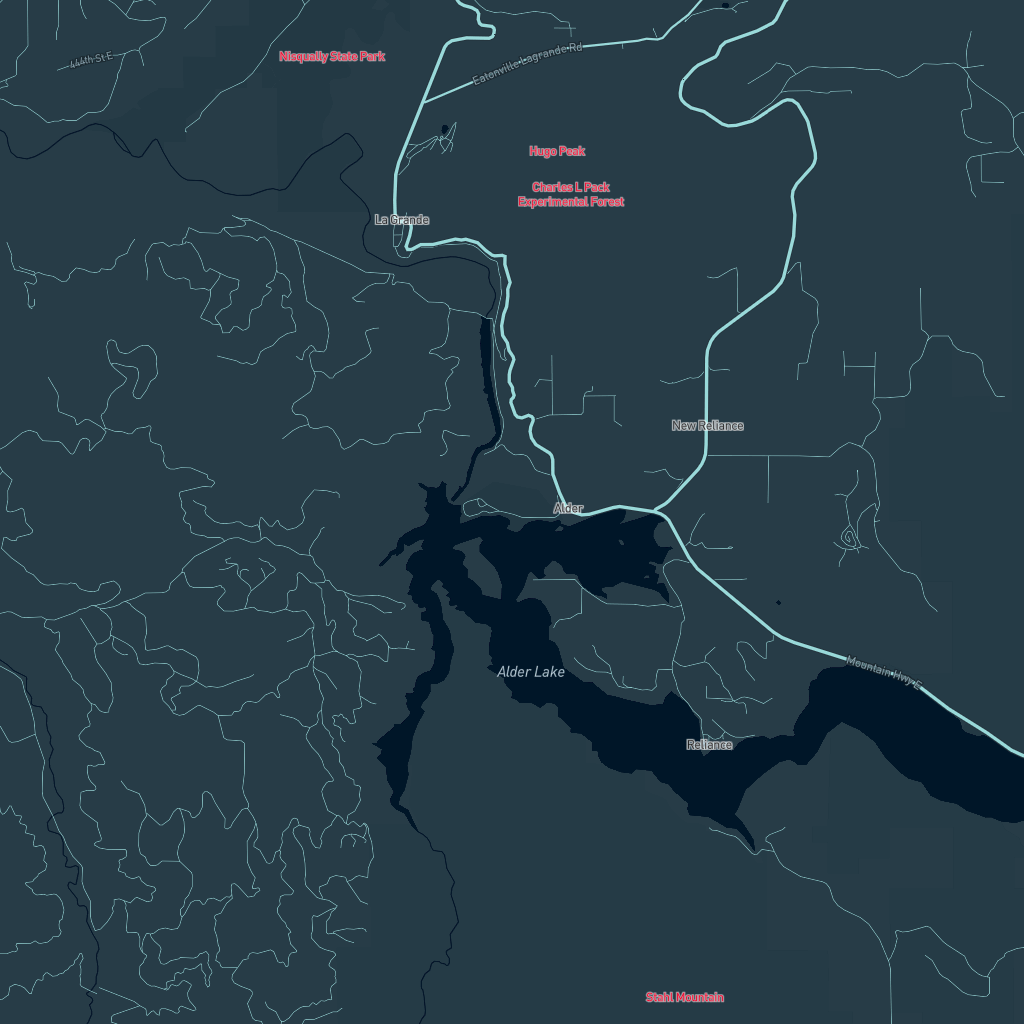 444th St E
Nisqually State Park
Eatonville Lagrande Rd
Hugo Peak
Charles L Pack
Experimental Forest
La Grande
New Reliance
Alder
Alder Lake
Mountain Hwy E
Reliance
Stahl Mountain